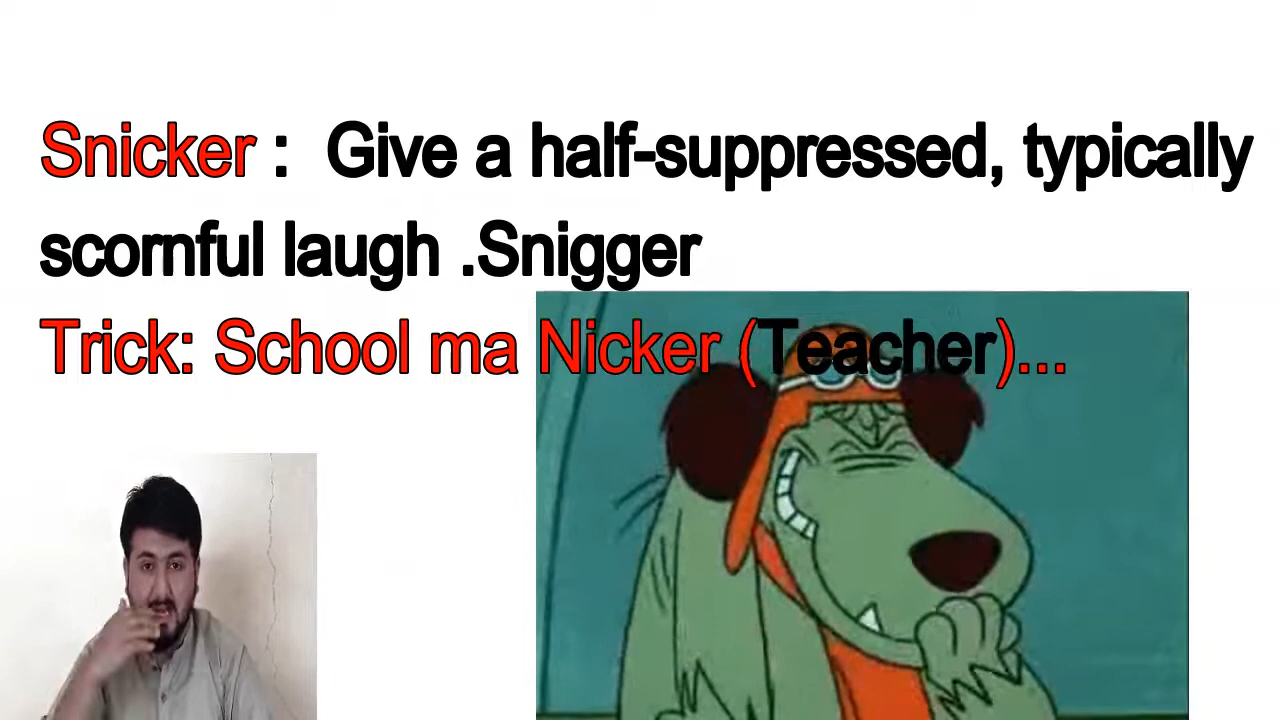 Snicker :  Give a half-suppressed, typically
scornful laugh .Snigger
Trick: School ma Nicker (Teacher)...